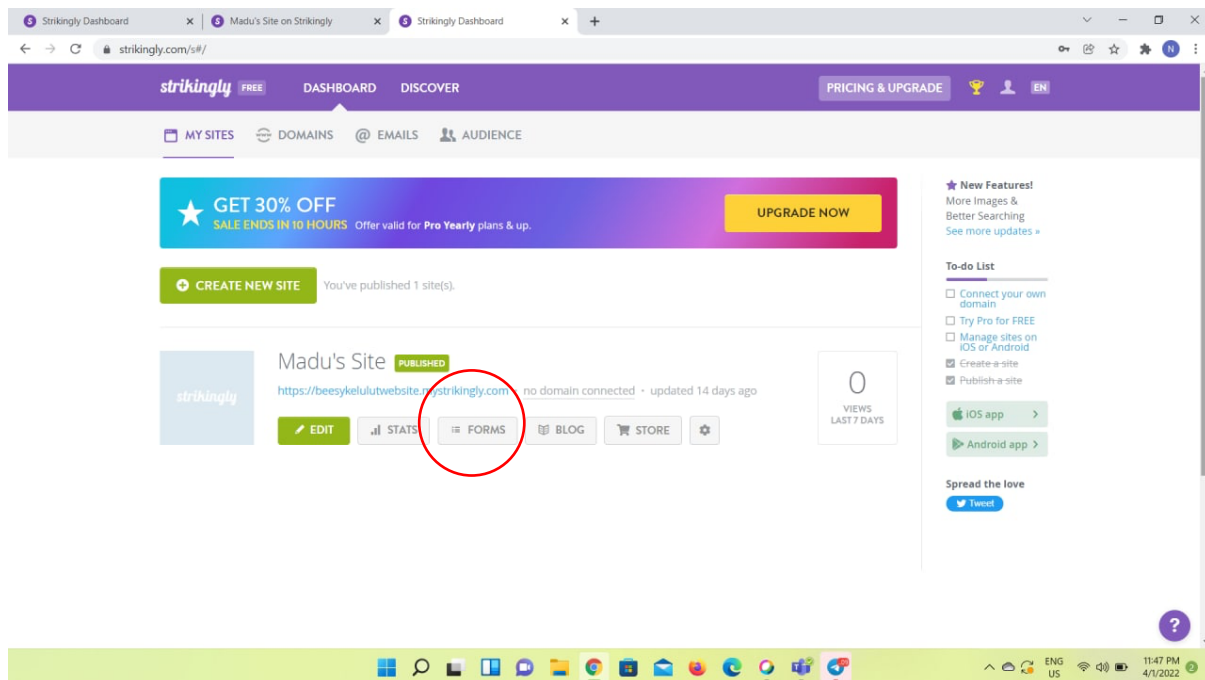 Strikingly Dashboard
Madu's Site on Strikingly
Strikingly Dashboard
strikingly.com/s#/
N
strikingly FREE DASHBOARD DISCOVER PRICING & UPGRADE EN
MY SITES DOMAINS @ EMAILS AUDIENCE
GET 30% OFF
SALE ENDS IN 10 HOURS Offer valid for Pro Yearly plans & up.
UPGRADE NOW
CREATE NEW SITE You've published 1 site(s).
Madu's Site PUBLISHED
strikingly
https://beesykelulutwebsite.mystrikingly.com • no domain connected • updated 14 days ago
EDIT STATS FORMS BLOG STORE
0
VIEWS
LAST 7 DAYS
New Features!
More Images &
Better Searching
See more updates »
To-do List
Connect your own
domain
Try Pro for FREE
Manage sites on
iOS or Android
Create a site
Publish a site
iOS app >
Android app >
Spread the love
Tweet
?
ENG
US
11:47 PM
4/1/2022
2